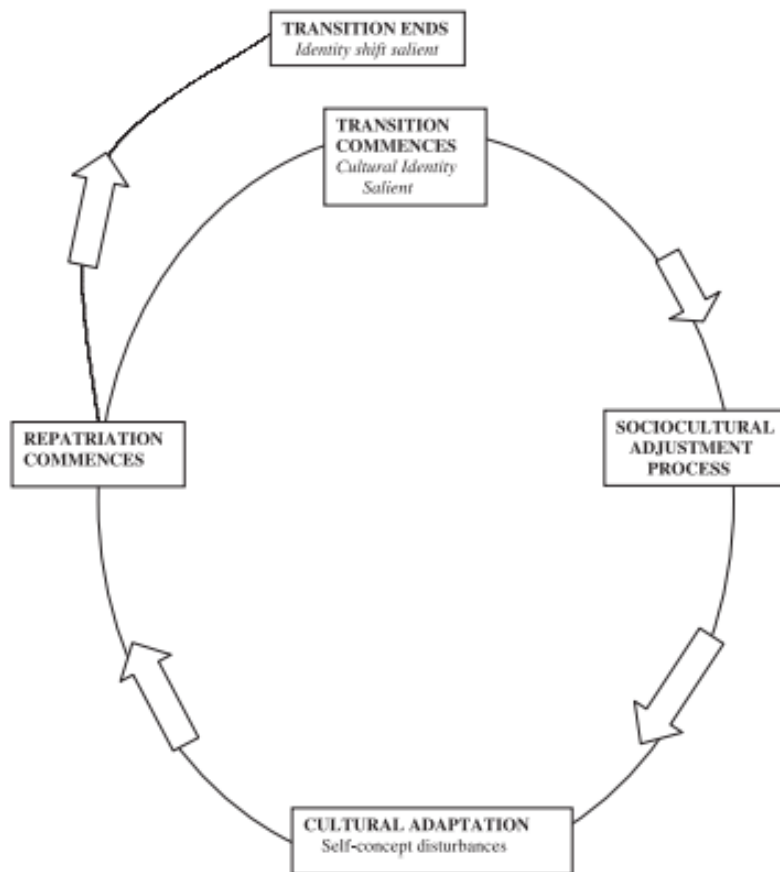 TRANSITION ENDS
Identity shift salient
TRANSITION
COMMENCES
Cultural Identity
Salient
SOCIOCULTURAL
ADJUSTMENT
PROCESS
REPATRIATION
COMMENCES
CULTURAL ADAPTATION
Self-concept disturbances